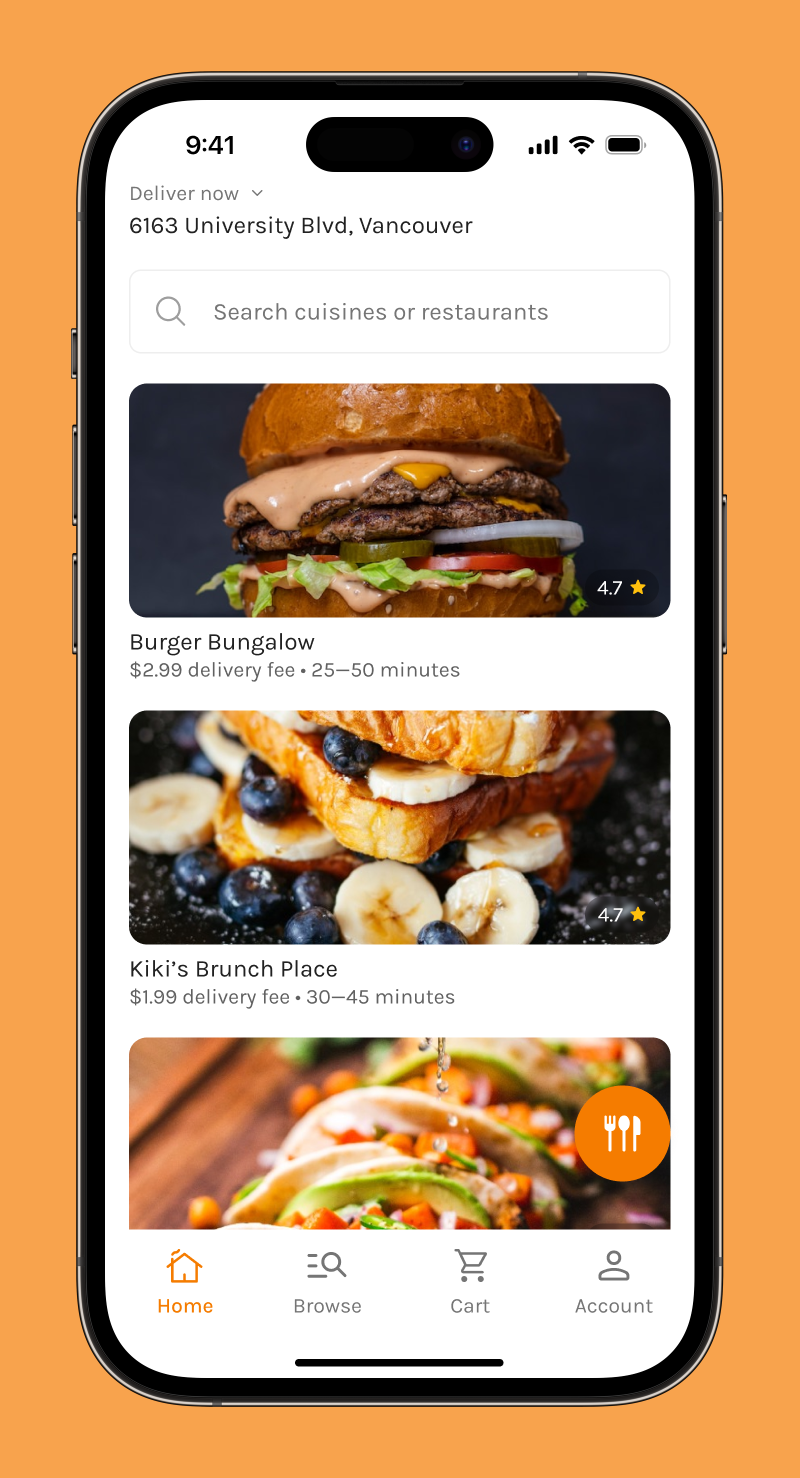 9:41
Deliver now
6163 University Blvd, Vancouver
Search cuisines or restaurants
4.7
Burger Bungalow
$2.99 delivery fee • 25—50 minutes
4.7
Kiki’s Brunch Place
$1.99 delivery fee • 30—45 minutes
Home
Browse
Cart
Account